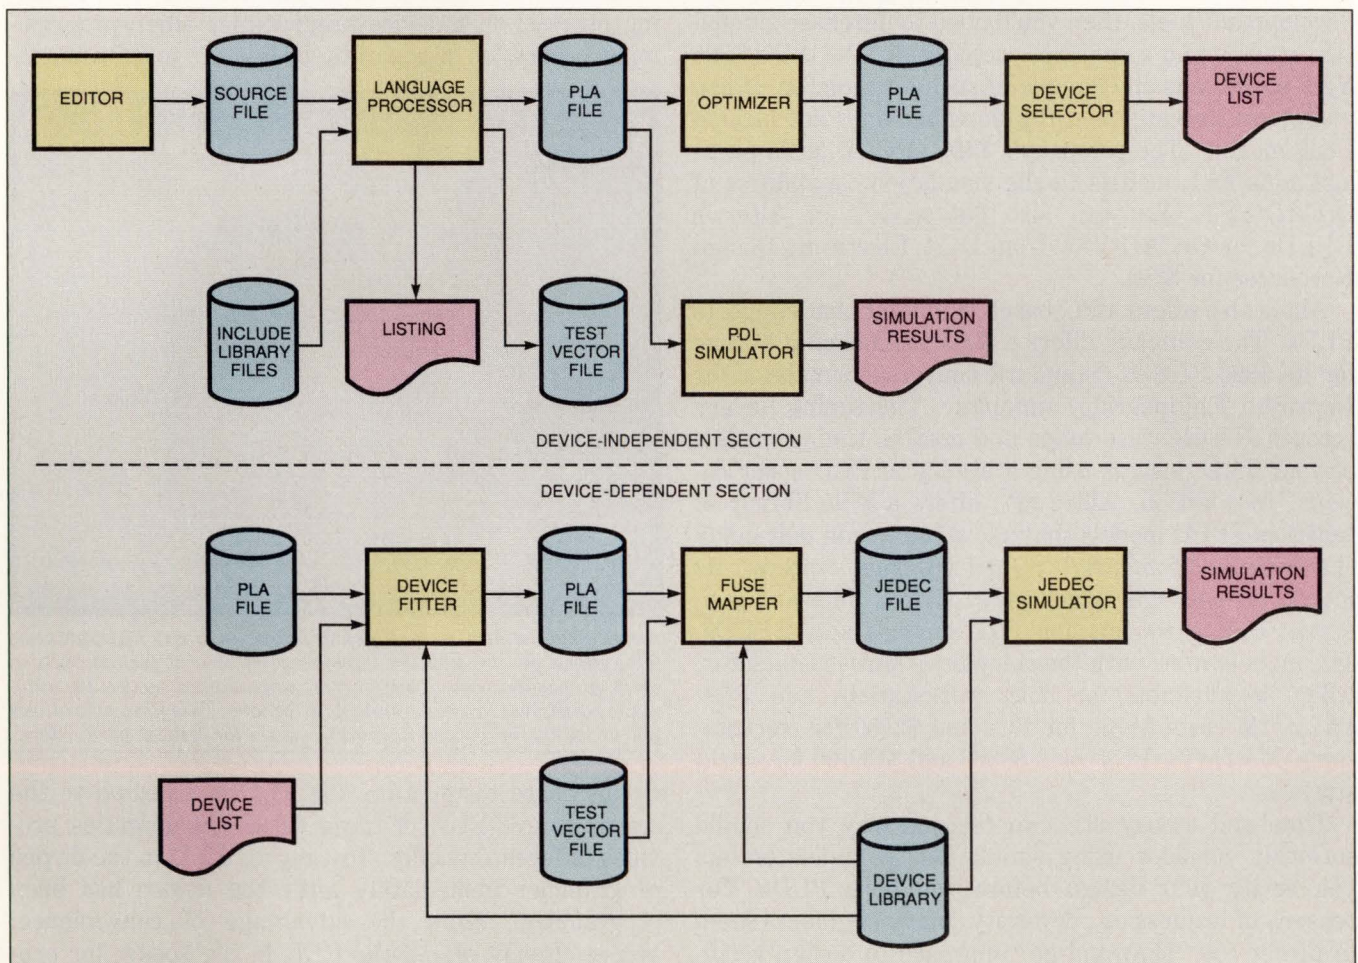 EDITOR
SOURCE
FILE
LANGUAGE
PROCESSOR
PLA
FILE
OPTIMIZER
PLA
FILE
DEVICE
SELECTOR
DEVICE
LIST
INCLUDE
LIBRARY
FILES
LISTING
TEST
VECTOR
FILE
PDL
SIMULATOR
SIMULATION
RESULTS
DEVICE-INDEPENDENT SECTION
DEVICE-DEPENDENT SECTION
PLA
FILE
DEVICE
FITTER
PLA
FILE
FUSE
MAPPER
JEDEC
FILE
JEDEC
SIMULATOR
SIMULATION
RESULTS
DEVICE
LIST
TEST
VECTOR
FILE
DEVICE
LIBRARY